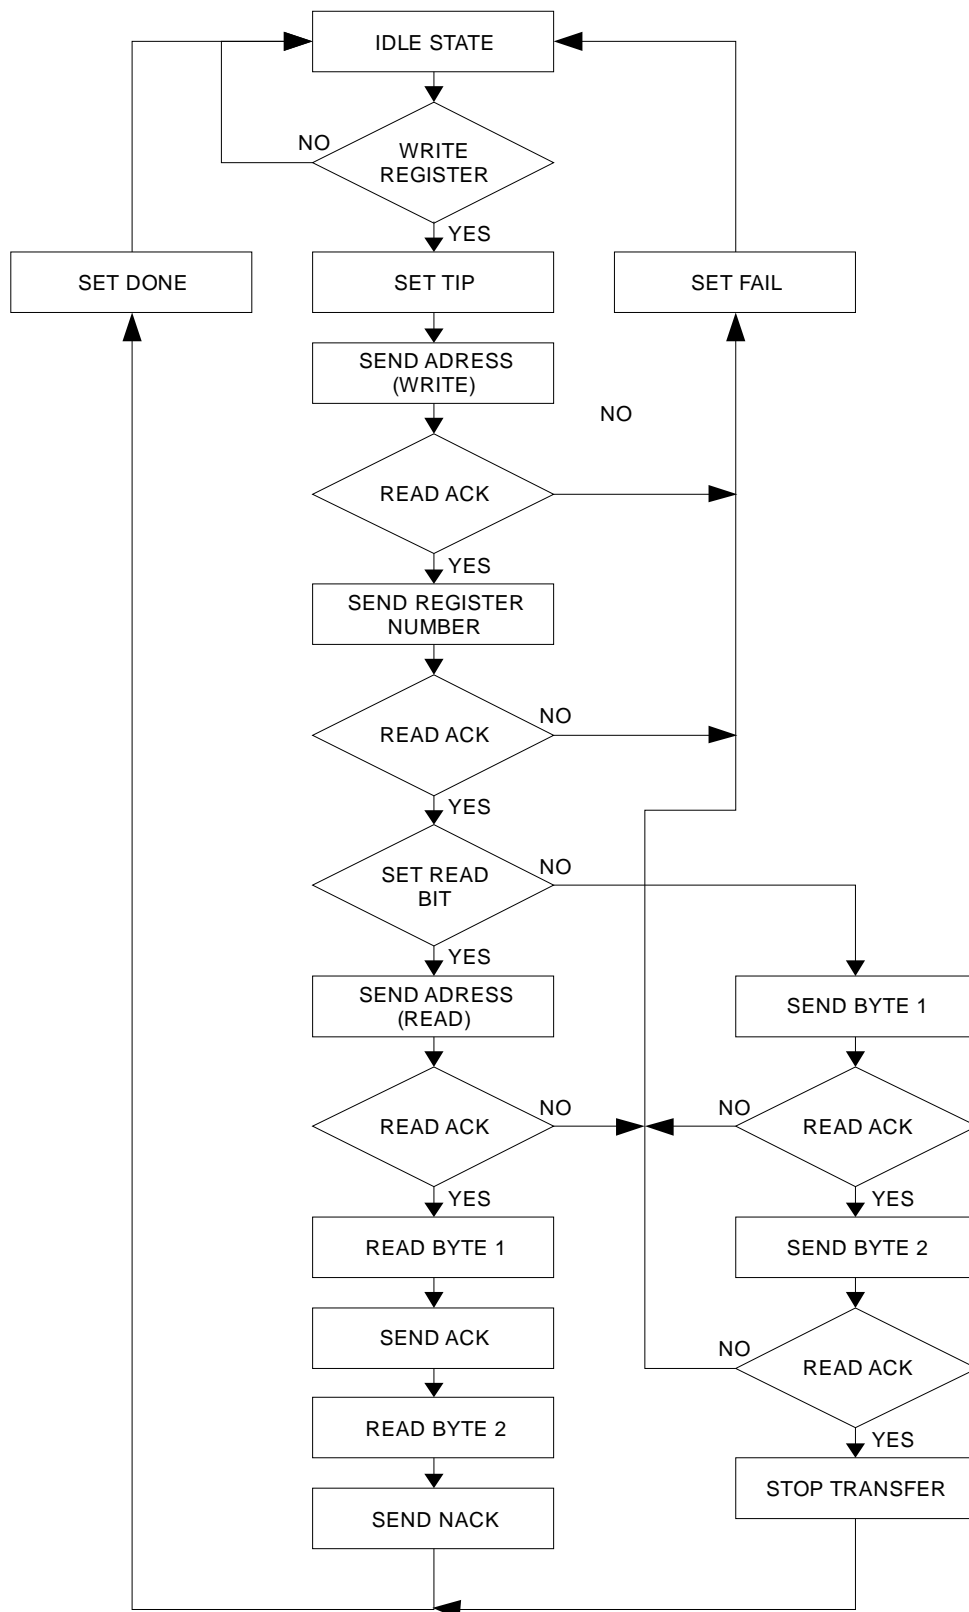 IDLE STATE
NO
WRITE
REGISTER
YES
SET DONE
SET TIP
SET FAIL
SEND ADRESS
(WRITE)
NO
READ ACK
YES
SEND REGISTER
NUMBER
NO
READ ACK
YES
NO
SET READ
BIT
YES
SEND ADRESS
(READ)
SEND BYTE 1
NO
NO
READ ACK
READ ACK
YES
YES
READ BYTE 1
SEND BYTE 2
SEND ACK
NO
READ ACK
READ BYTE 2
YES
STOP TRANSFER
SEND NACK